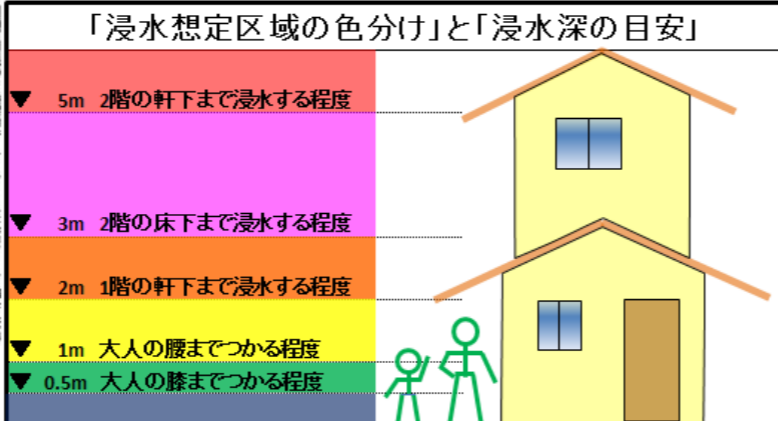 「浸水想定区域の色分け」と「浸水深の目安」
▼ 5m 2階の軒下まで浸水する程度
▼ 3m 2階の床下まで浸水する程度
▼ 2m 1階の軒下まで浸水する程度
▼ 1m 大人の腰までつかる程度
▼ 0.5m 大人の膝までつかる程度